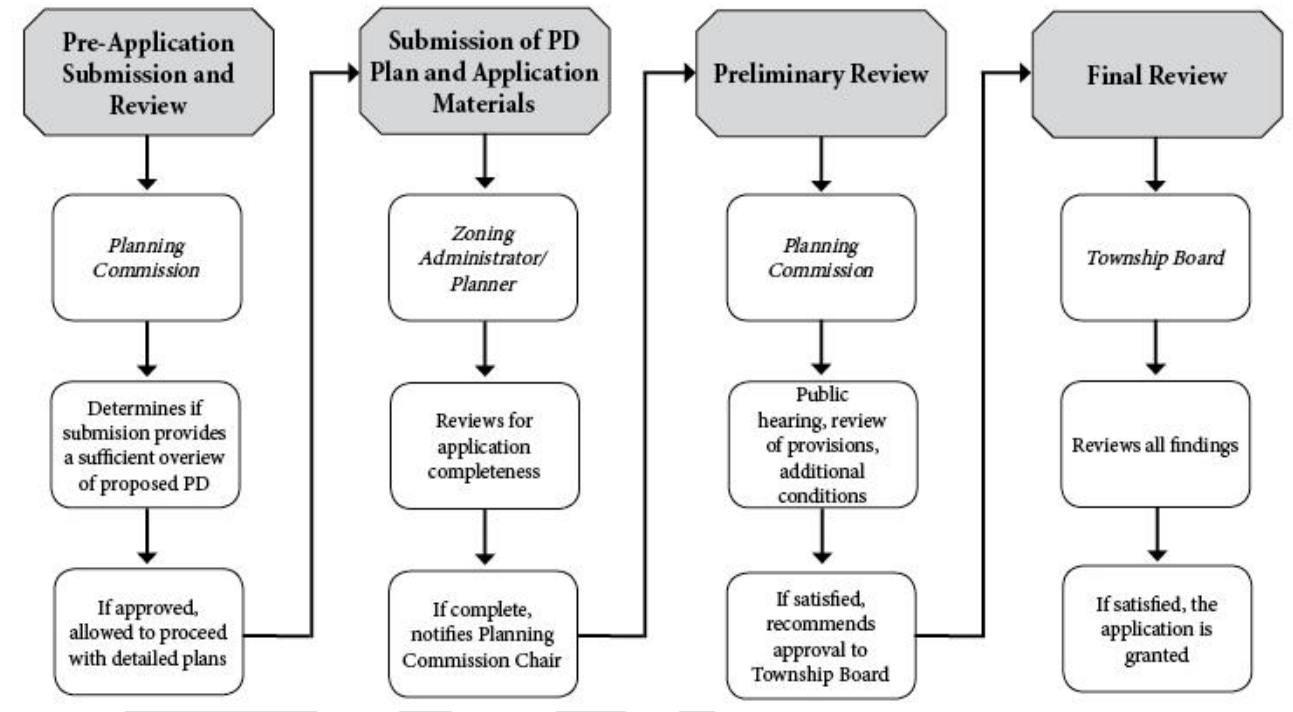 Pre-Application
Submission and
Review
Planning
Commission
Determines if
submision provides
a sufficient overiew
of proposed PD
If approved,
allowed to proceed
with detailed plans
Submission of PD
Plan and Application
Materials
Zoning
Administrator/
Planner
Reviews for
application
completeness
If complete,
notifies Planning
Commission Chair
Preliminary Review
Planning
Commission
Public
hearing, review
of provisions,
additional
conditions
If satisfied,
recommends
approval to
Township Board
Final Review
Township Board
Reviews all findings
If satisfied, the
application is
granted